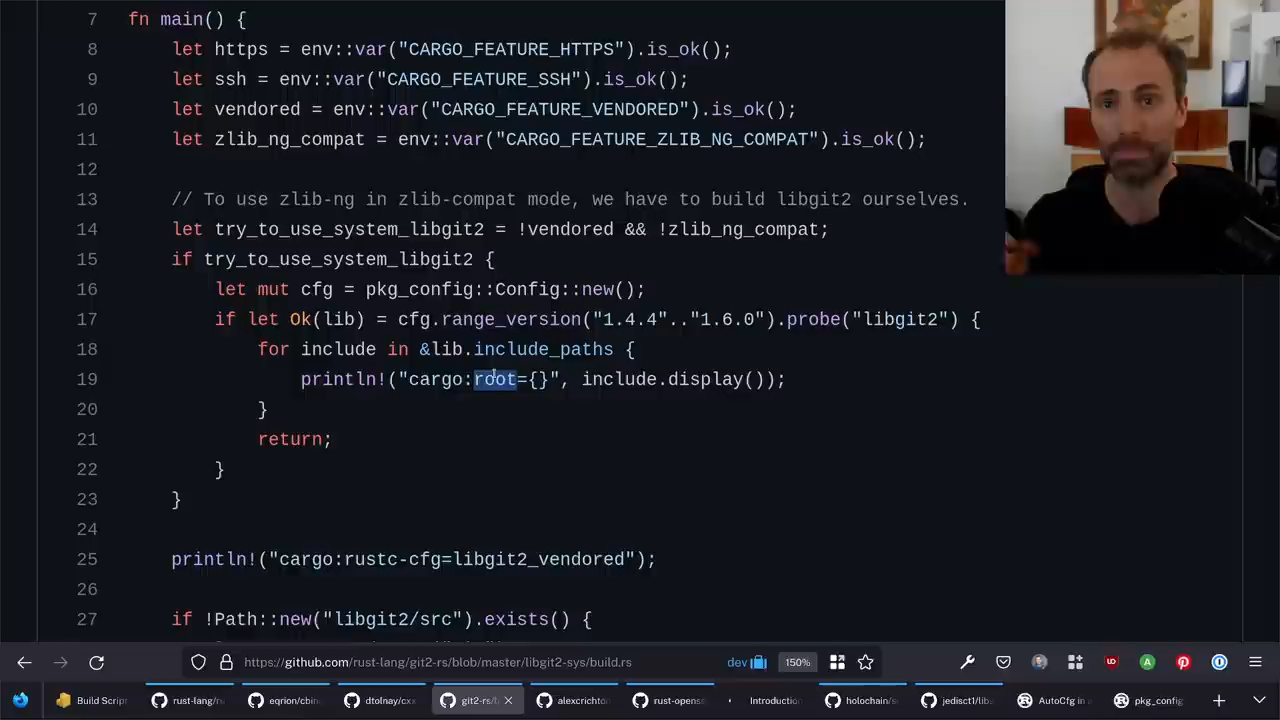 7 fn main() {
8 let https = env::var("CARGO_FEATURE_HTTPS").is_ok();
9 let ssh = env::var("CARGO_FEATURE_SSH").is_ok();
10 let vendored = env::var("CARGO_FEATURE_VENDORED").is_ok();
11 let zlib_ng_compat = env::var("CARGO_FEATURE_ZLIB_NG_COMPAT").is_ok();
12
13 // To use zlib-ng in zlib-compat mode, we have to build libgit2 ourselves.
14 let try_to_use_system_libgit2 = !vendored && !zlib_ng_compat;
15 if try_to_use_system_libgit2 {
16 let mut cfg = pkg_config::Config::new();
17 if let Ok(lib) = cfg.range_version("1.4.4".."1.6.0").probe("libgit2") {
18 for include in &lib.include_paths {
19 println!("cargo:root={}", include.display());
20 }
21 return;
22 }
23 }
24
25 println!("cargo:rustc-cfg=libgit2_vendored");
26
27 if !Path::new("libgit2/src").exists() {
https://github.com/rust-lang/git2-rs/blob/master/libgit2-sys/build.rs dev 150%
Build Script rust-lang/ru eqrion/cbin dtolnay/cxx git2-rs/b alexcrichton rust-openss Introduction holochain/s jedisct1/lib AutoCfg in a pkg_config